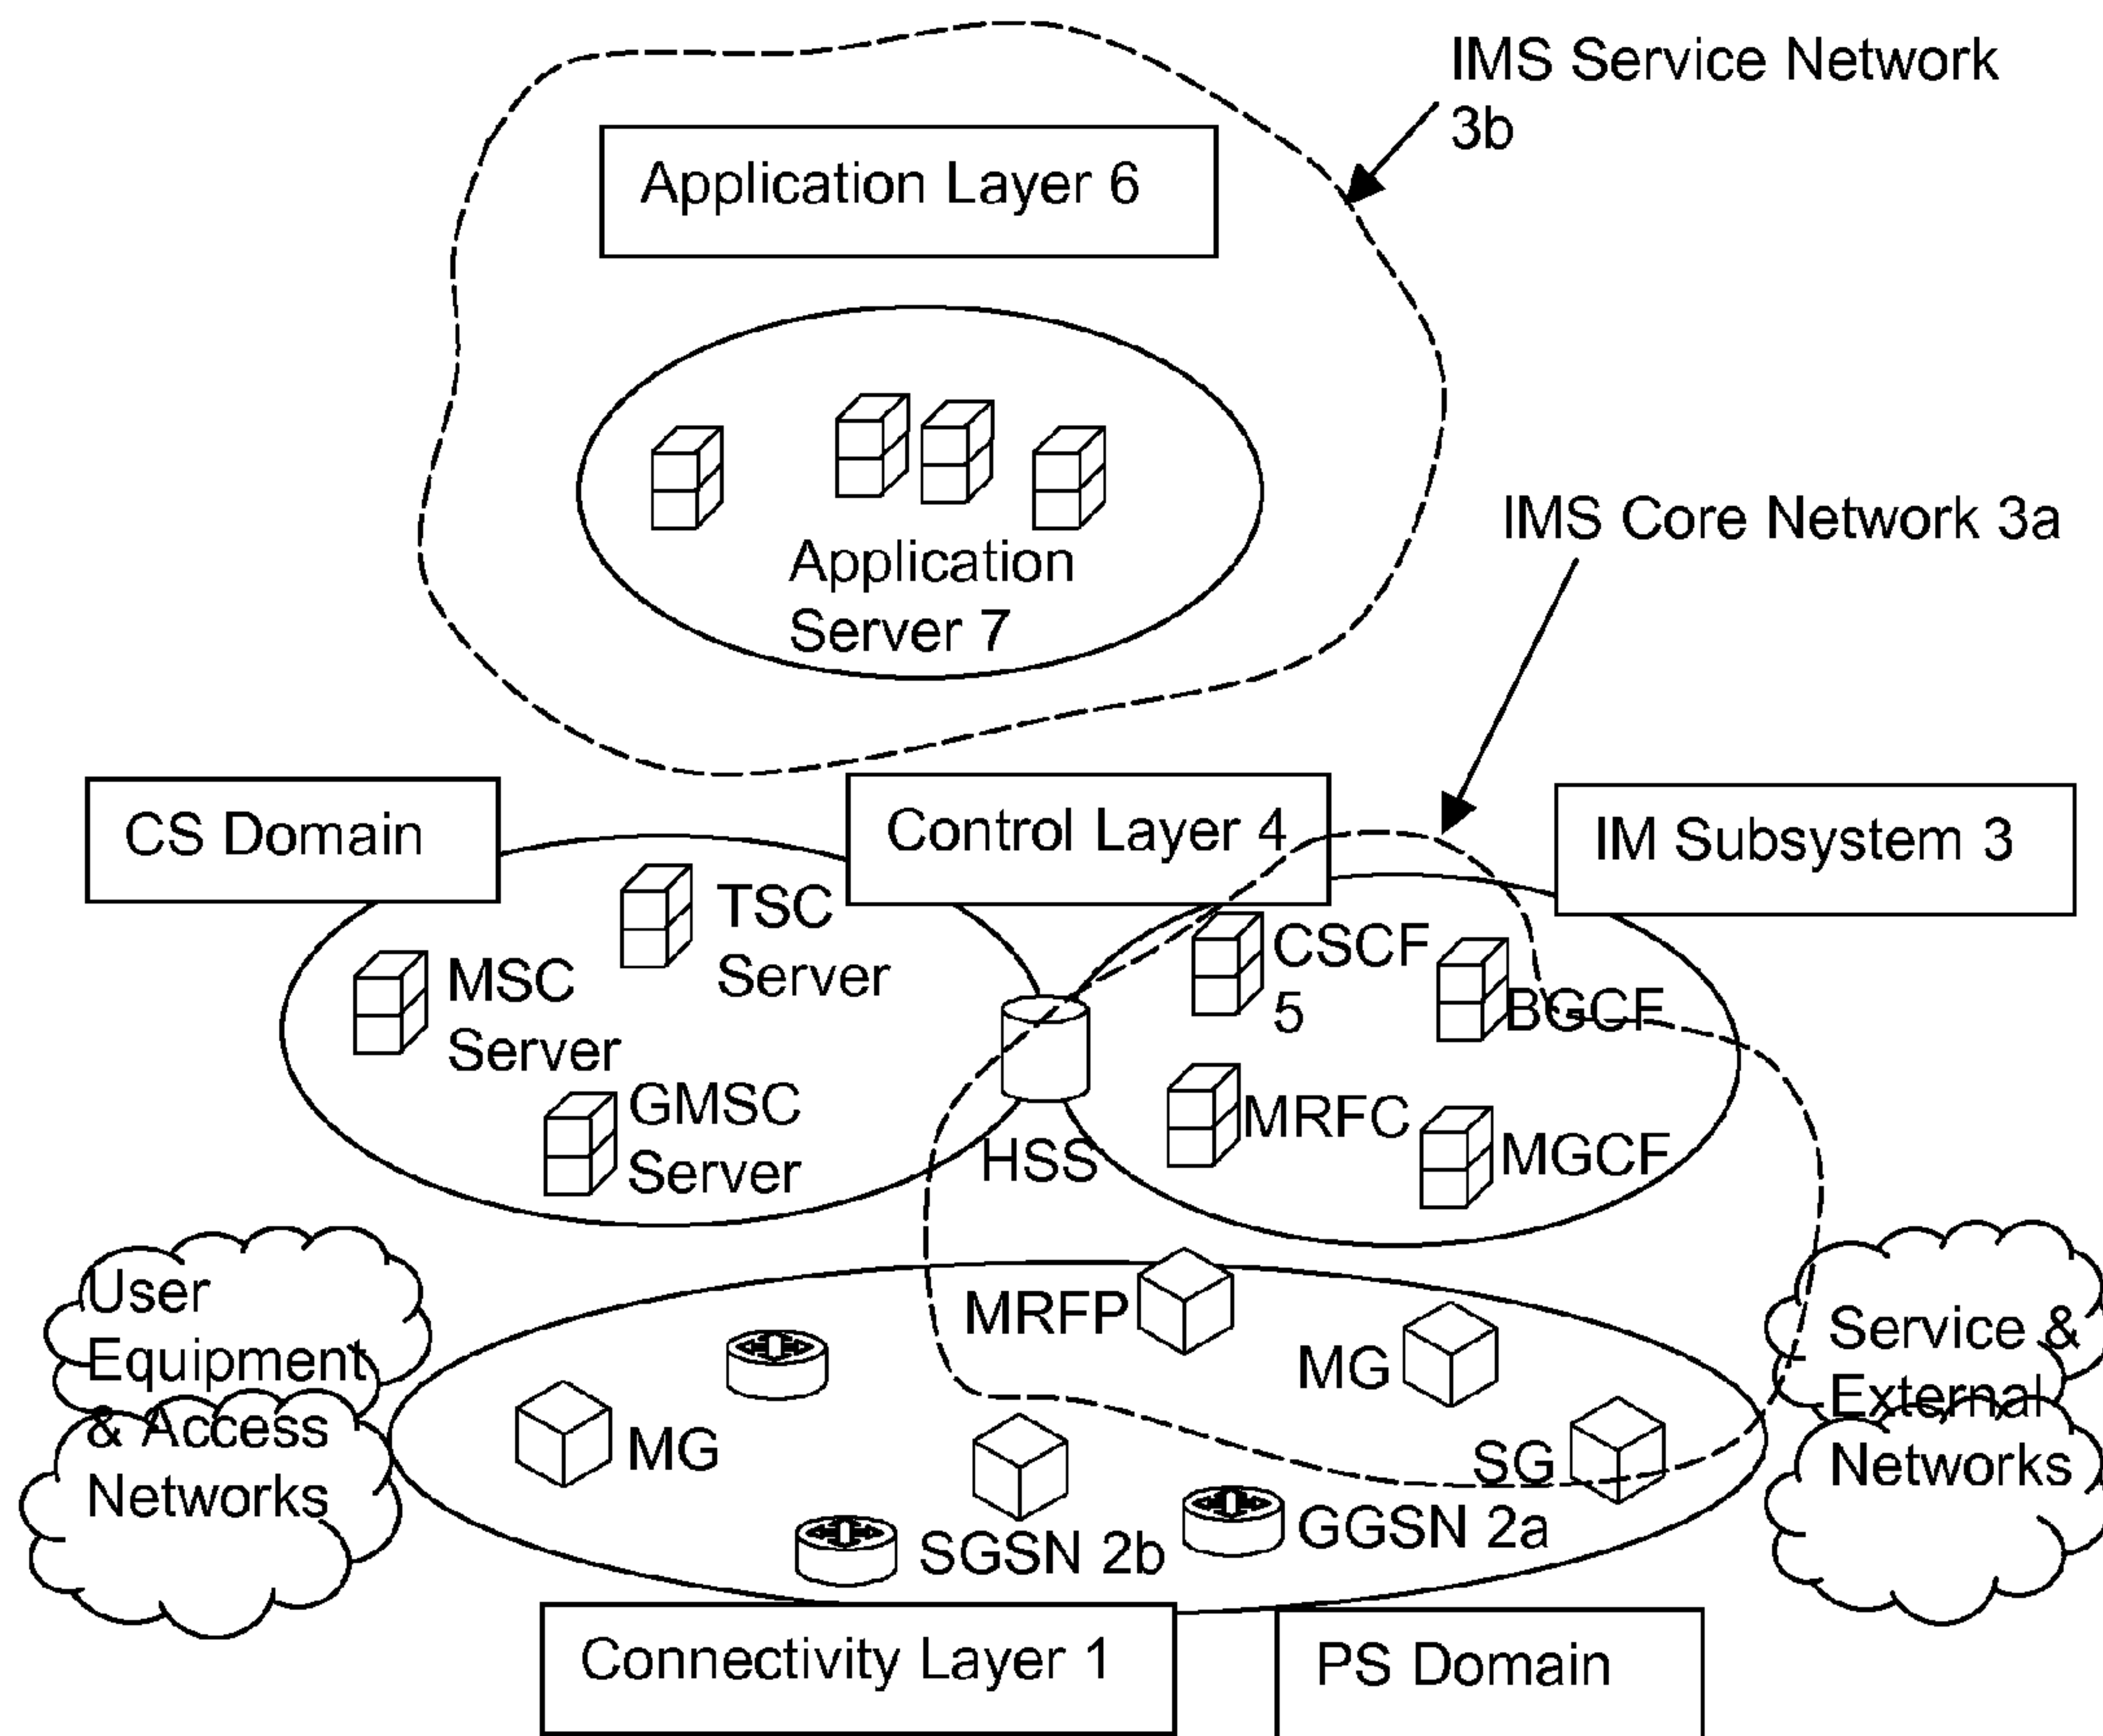 IMS Service Network
3b
Application Layer 6
Application
Server 7
IMS Core Network 3a
CS Domain
Control Layer 4
IM Subsystem 3
TSC
Server
MSC
Server
GMSC
Server
HSS
CSCF
5
BGCF
MRFC
MGCF
User
Equipment
& Access
Networks
MRFP
MG
MG
SG
SGSN 2b
GGSN 2a
Service &
External
Networks
Connectivity Layer 1
PS Domain